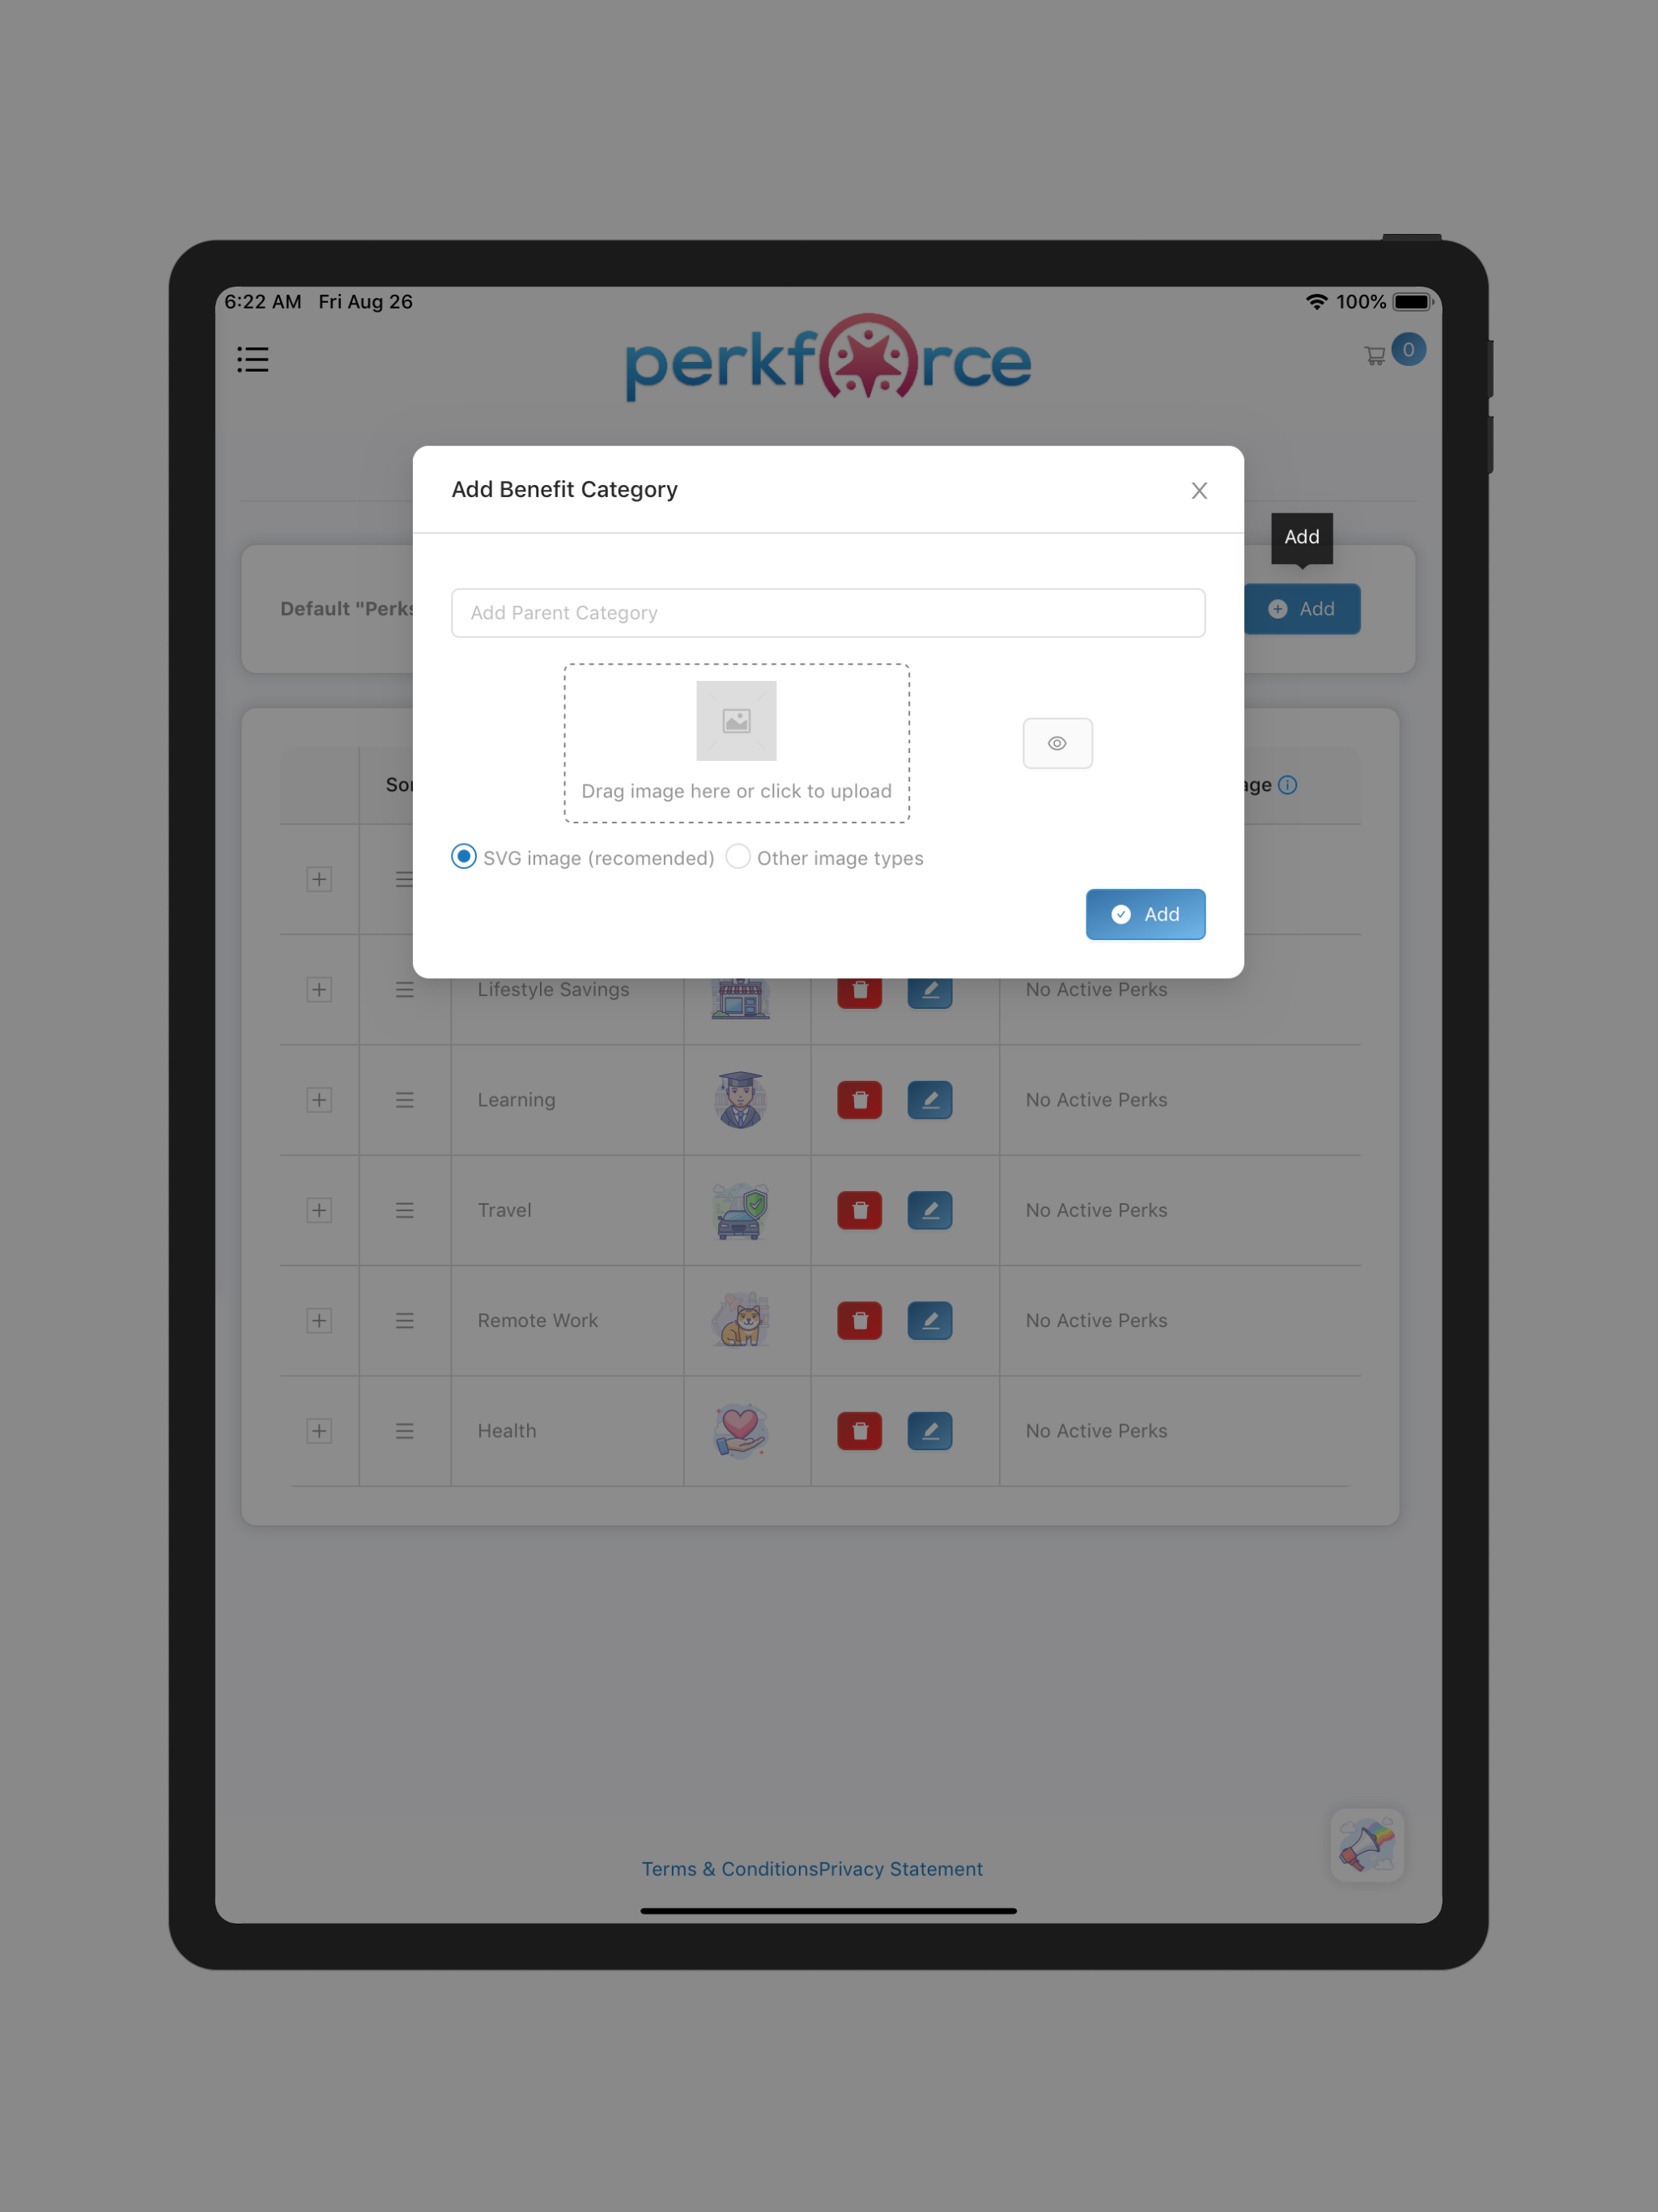 6:22 AM Fri Aug 26
100%
perkforce
0
Add Benefit Category
Add
Default "Perks
Add Parent Category
Add
Drag image here or click to upload
SVG image (recomended) Other image types
Add
Lifestyle Savings No Active Perks
Learning No Active Perks
Travel No Active Perks
Remote Work No Active Perks
Health No Active Perks
Terms & ConditionsPrivacy Statement